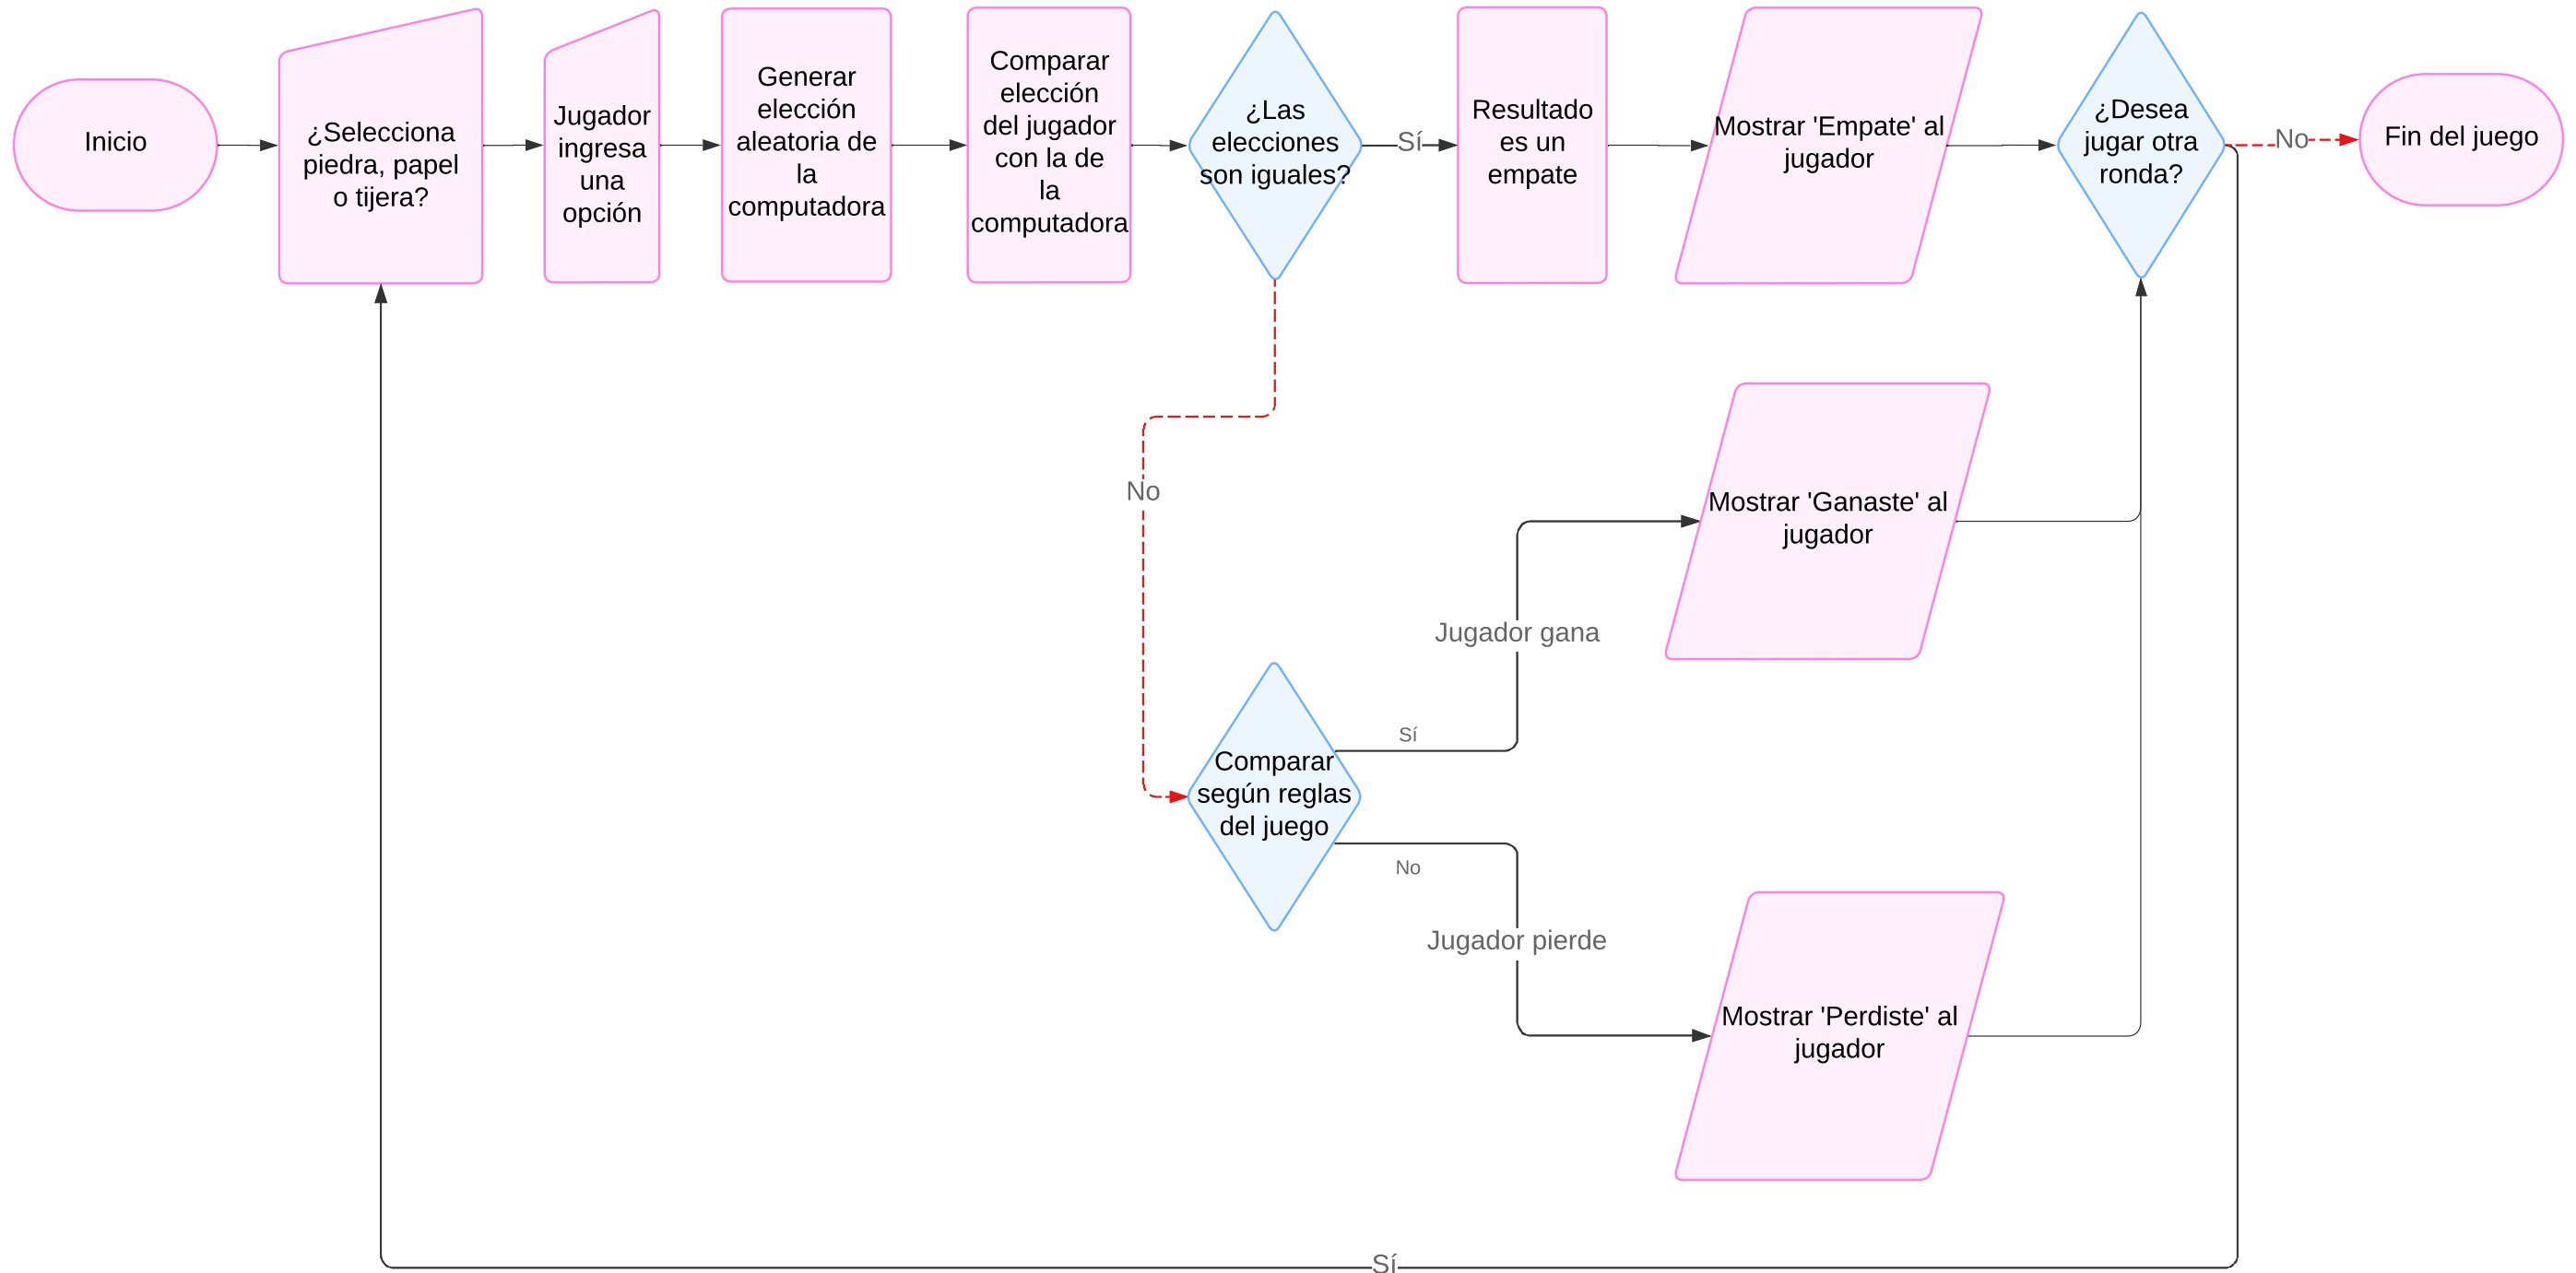 Inicio
¿Selecciona
piedra, papel
o tijera?
Jugador
ingresa
una
opción
Generar
elección
aleatoria de
la
computadora
Comparar
elección
del jugador
con la de
la
computadora
¿Las
elecciones
son iguales?
Sí
Resultado
es un
empate
Mostrar 'Empate' al
jugador
¿Desea
jugar otra
ronda?
No
Fin del juego
No
Mostrar 'Ganaste' al
jugador
Jugador gana
Sí
Comparar
según reglas
del juego
No
Jugador pierde
Mostrar 'Perdiste' al
jugador
Sí